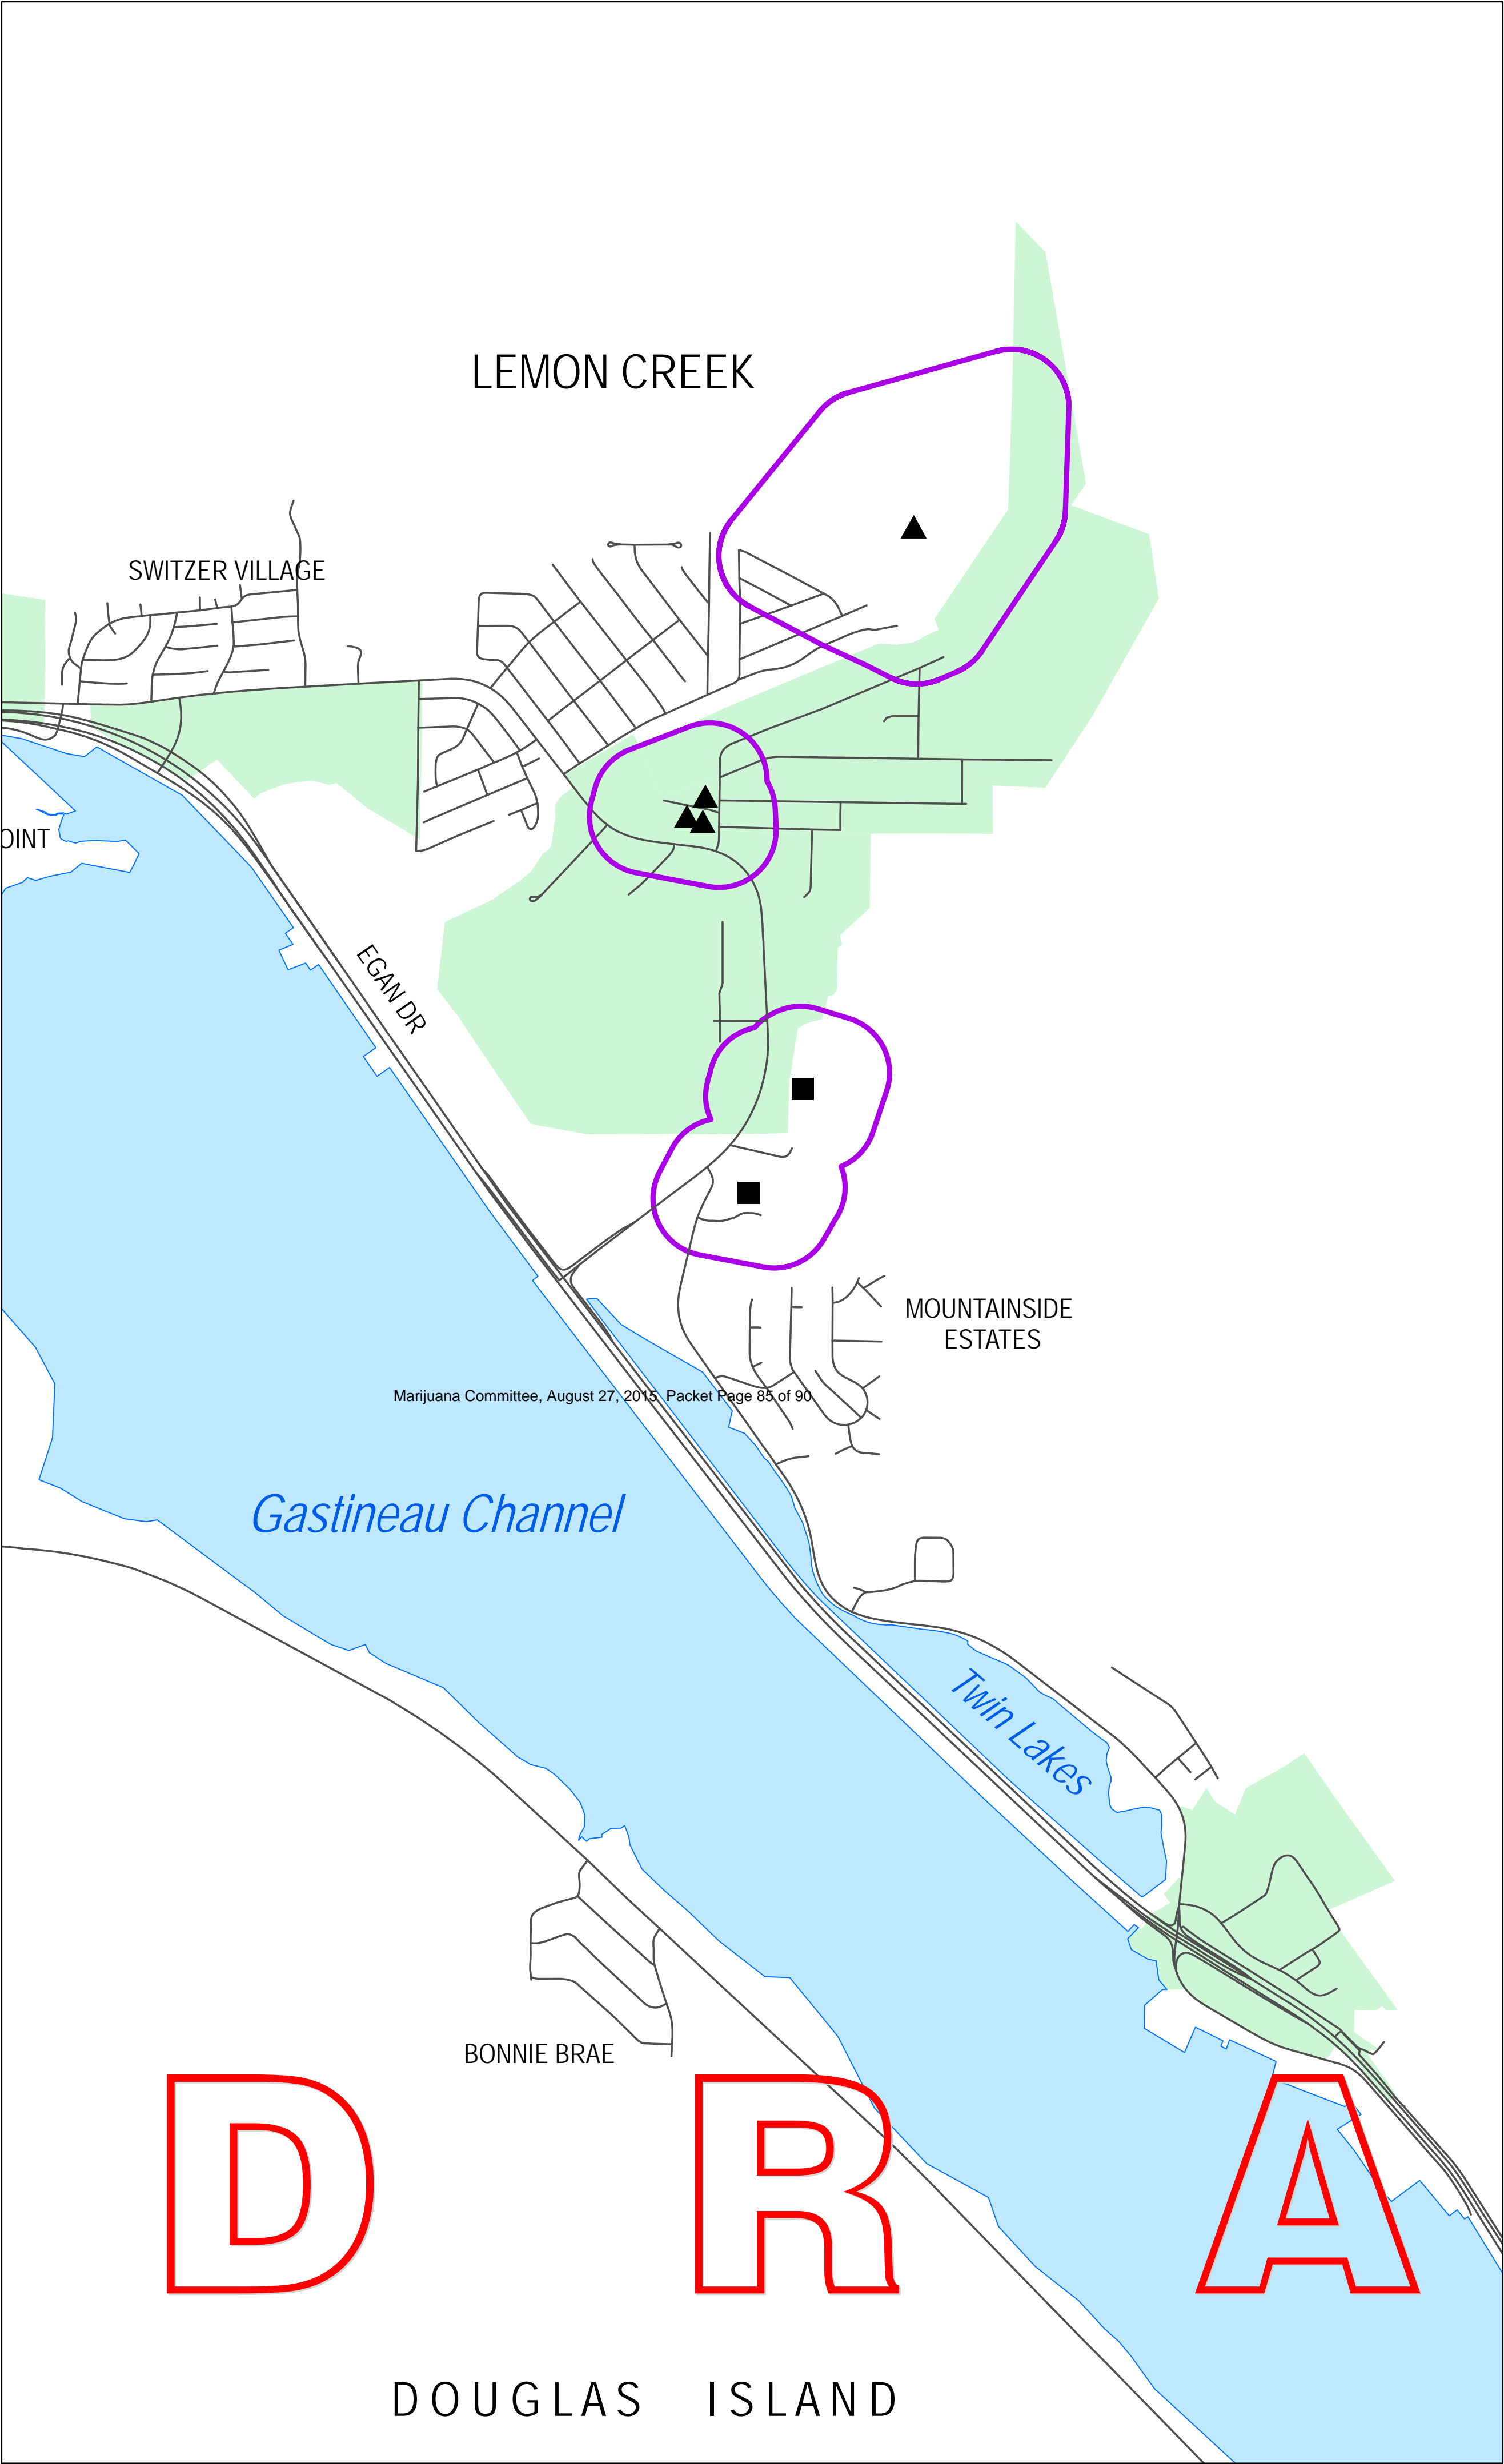 LEMON CREEK
SWITZER VILLAGE
OINT
EGAN DR
MOUNTAINSIDE
ESTATES
Marijuana Committee, August 27, 2015  Packet Page 85 of 90
Gastineau Channel
Twin Lakes
BONNIE BRAE
D R A
DOUGLAS ISLAND